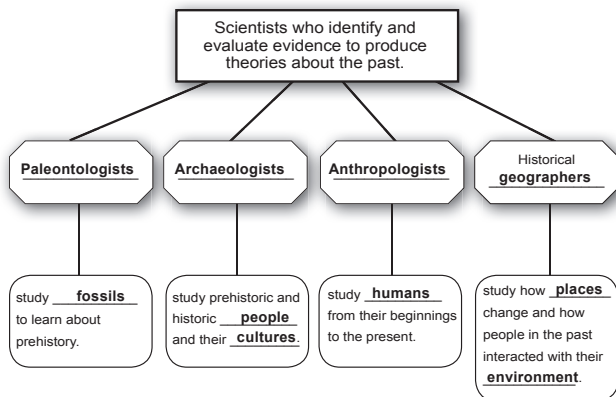 Scientists who identify and
evaluate evidence to produce
theories about the past.
Paleontologists
Archaeologists
Anthropologists
Historical
geographers
study fossils
to learn about
prehistory.
study prehistoric and
historic people
and their cultures.
study humans
from their beginnings
to the present.
study how places
change and how
people in the past
interacted with their
environment.